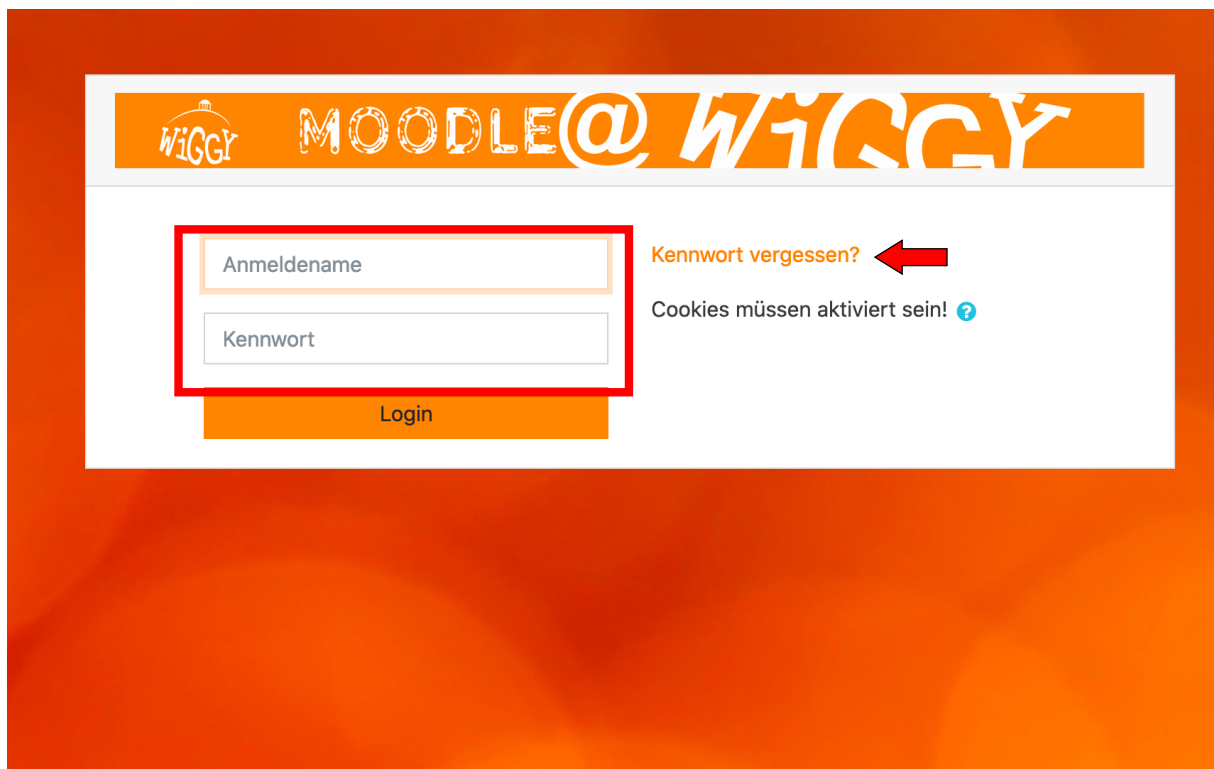 WiGGY MOODLE@WiGGY
Anmeldename
Kennwort
Login
Kennwort vergessen?
Cookies müssen aktiviert sein!